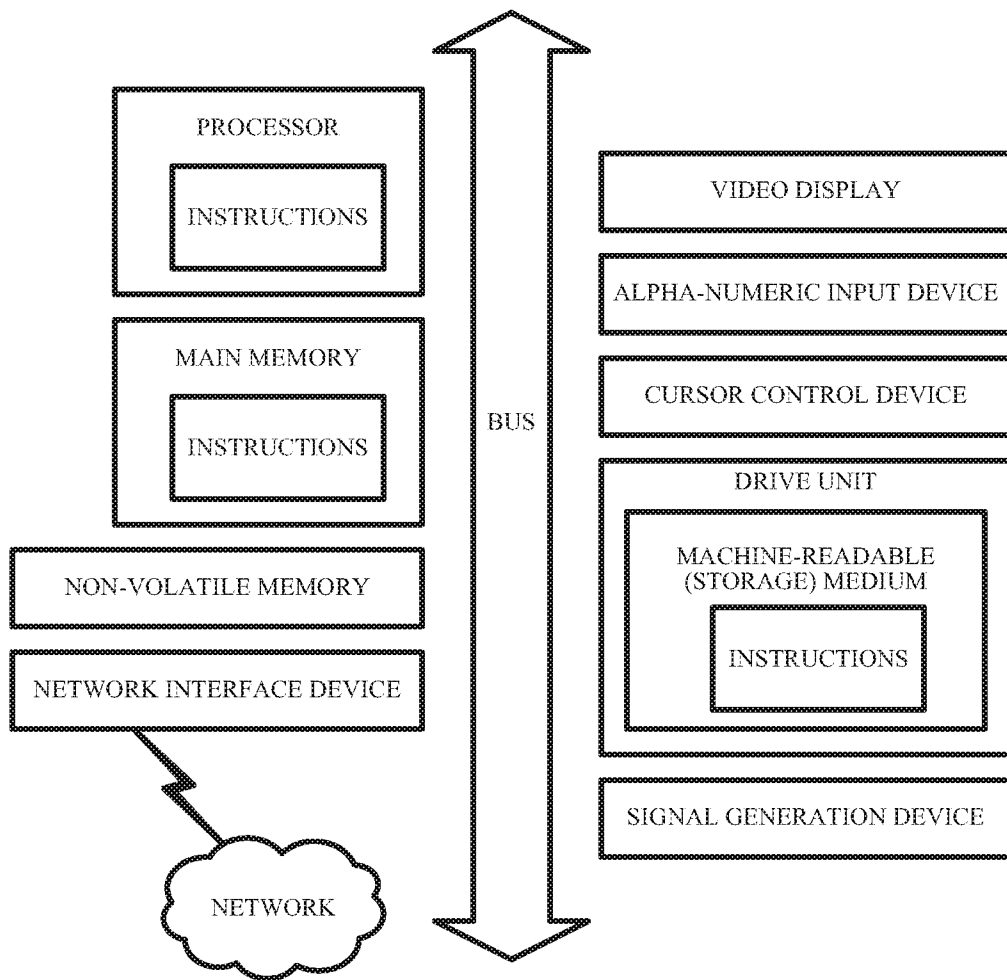 PROCESSOR
INSTRUCTIONS
MAIN MEMORY
INSTRUCTIONS
NON-VOLATILE MEMORY
NETWORK INTERFACE DEVICE
NETWORK
BUS
VIDEO DISPLAY
ALPHA-NUMERIC INPUT DEVICE
CURSOR CONTROL DEVICE
DRIVE UNIT
MACHINE-READABLE
(STORAGE) MEDIUM
INSTRUCTIONS
SIGNAL GENERATION DEVICE